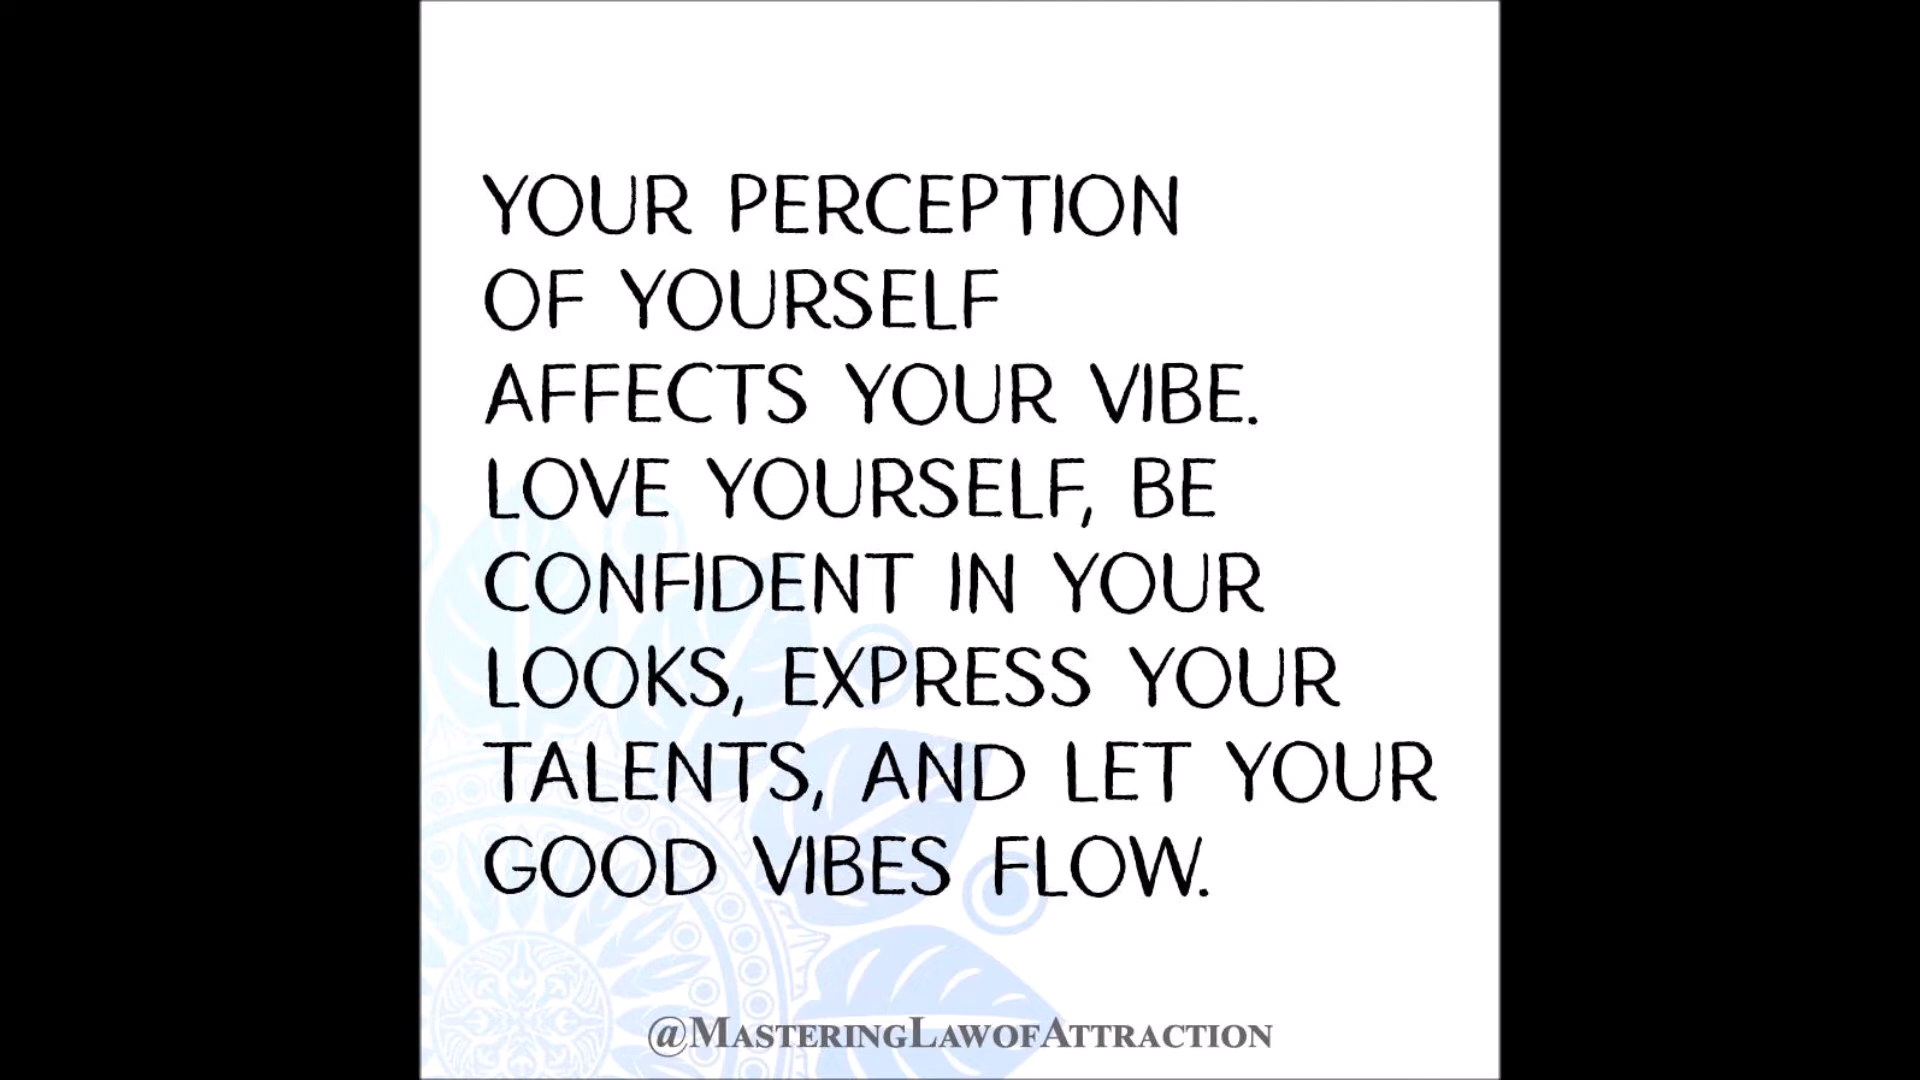 YOUR PERCEPTION
OF YOURSELF
AFFECTS YOUR VIBE.
LOVE YOURSELF, BE
CONFIDENT IN YOUR
LOOKS, EXPRESS YOUR
TALENTS, AND LET YOUR
GOOD VIBES FLOW.
@MASTERINGLAWOFATTRACTION